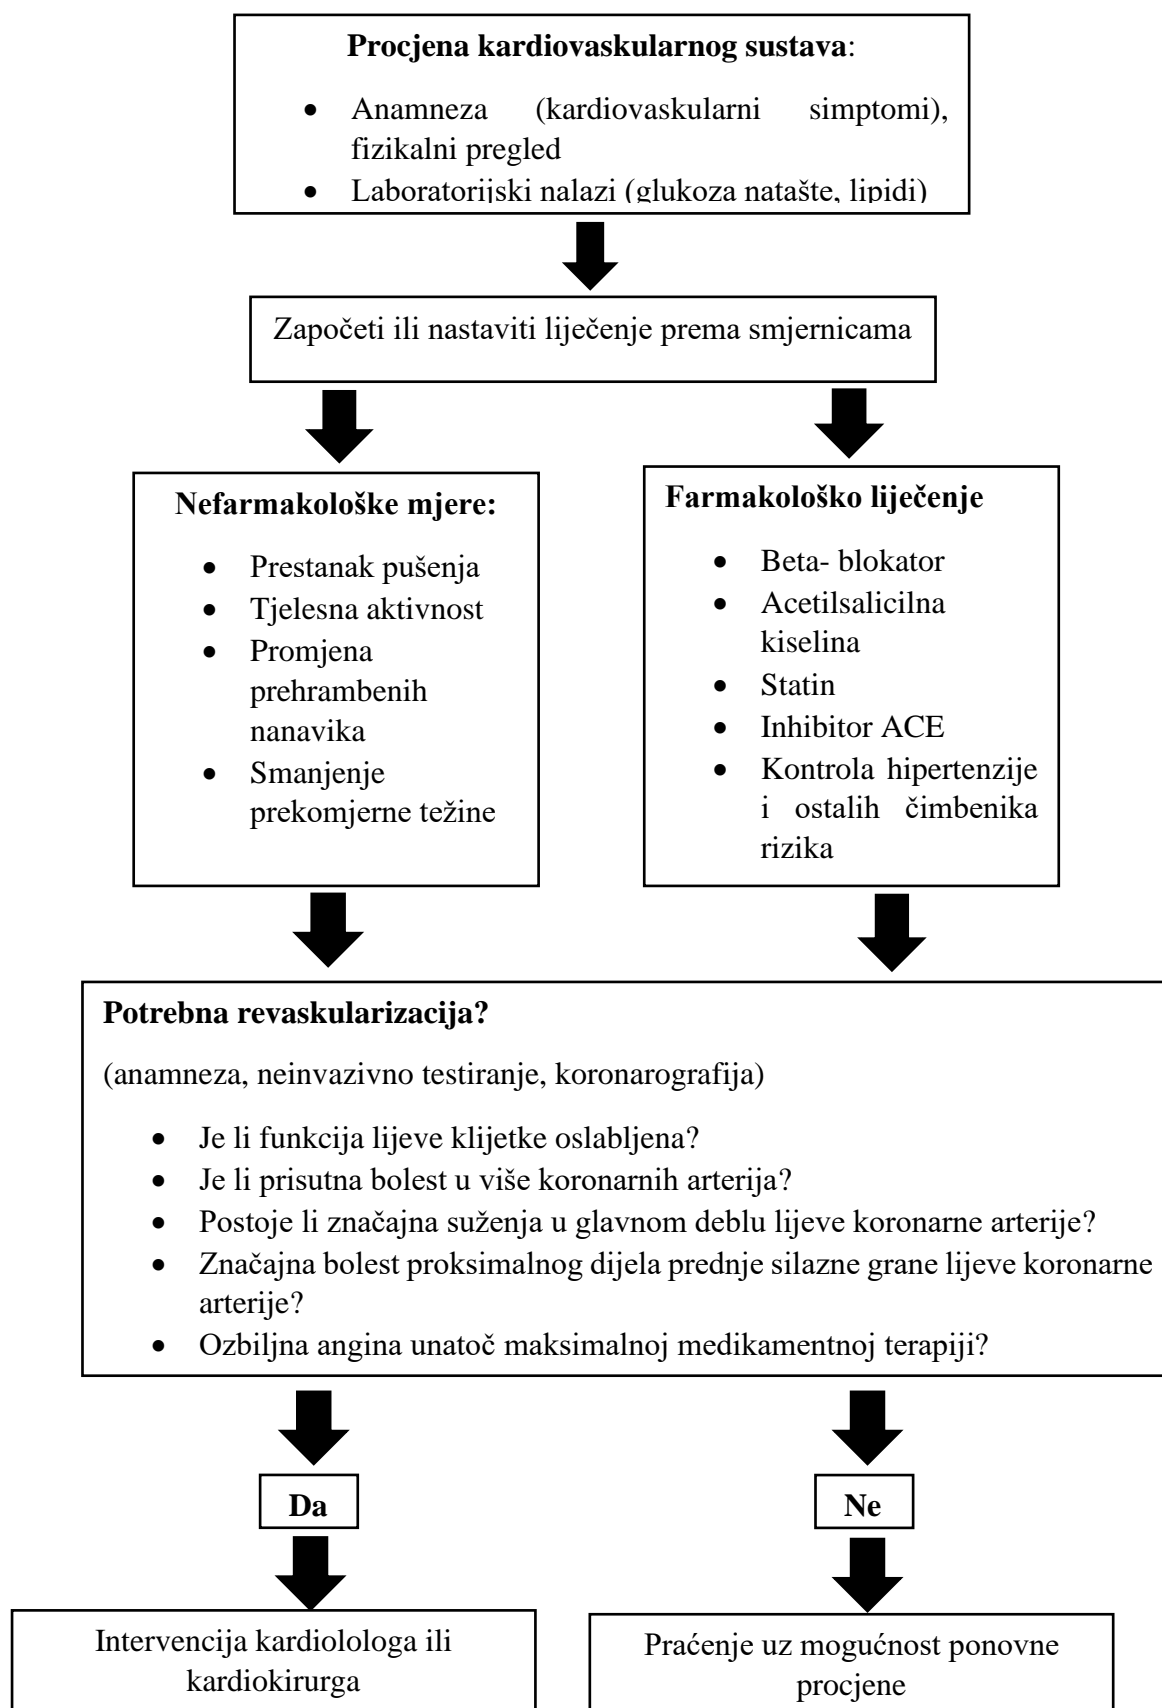 Procjena kardiovaskularnog sustava:
• Anamneza (kardiovaskularni simptomi),
fizikalni pregled
• Laboratorijski nalazi (glukoza natašte, lipidi)
Započeti ili nastaviti liječenje prema smjernicama
Nefarmakološke mjere:
• Prestanak pušenja
• Tjelesna aktivnost
• Promjena
prehrambenih
nanavika
• Smanjenje
prekomjerne težine
Farmakološko liječenje
• Beta- blokator
• Acetilsalicilna
kiselina
• Statin
• Inhibitor ACE
• Kontrola hipertenzije
i ostalih čimbenika
rizika
Potrebna revaskularizacija?
(anamneza, neinvazivno testiranje, koronarografija)
• Je li funkcija lijeve klijetke oslabljena?
• Je li prisutna bolest u više koronarnih arterija?
• Postoje li značajna suženja u glavnom deblu lijeve koronarne arterije?
• Značajna bolest proksimalnog dijela prednje silazne grane lijeve koronarne
arterije?
• Ozbiljna angina unatoč maksimalnoj medikamentnoj terapiji?
Da
Ne
Intervencija kardiolologa ili
kardiokirurga
Praćenje uz mogućnost ponovne
procjene